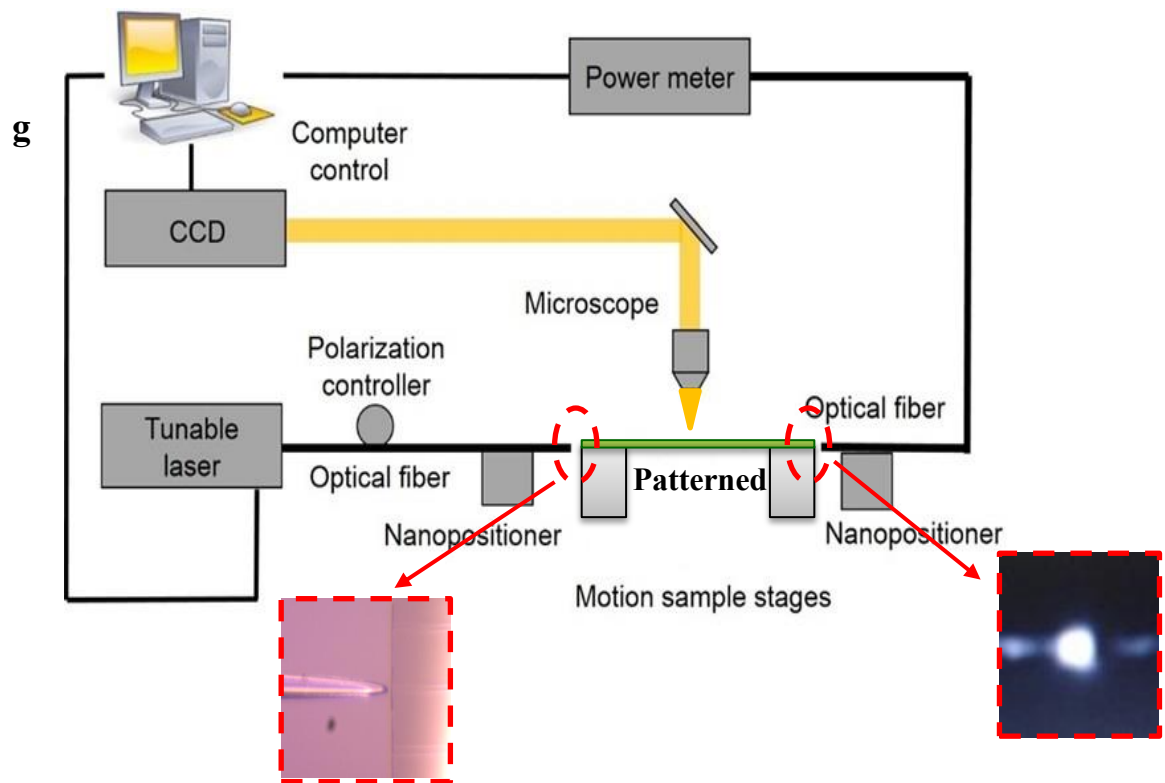 Power meter
g
Computer
control
CCD
Microscope
Polarization
controller
Optical fiber
Tunable
laser
Optical fiber
Patterned
Nanopositioner
Nanopositioner
Motion sample stages